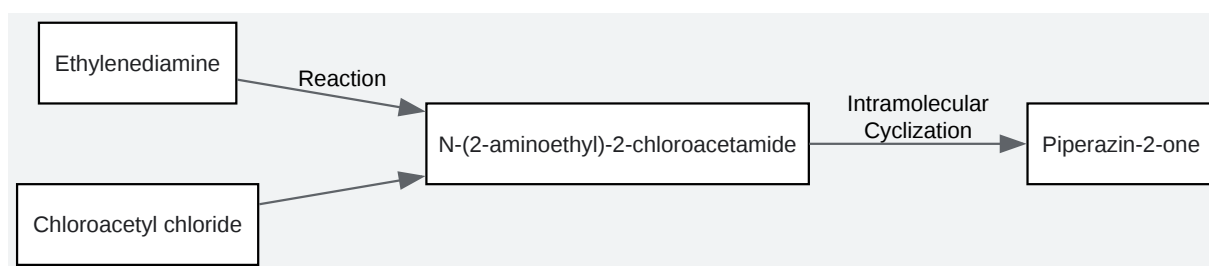 Ethylenediamine
Reaction
N-(2-aminoethyl)-2-chloroacetamide
Chloroacetyl chloride
Intramolecular
Cyclization
Piperazin-2-one